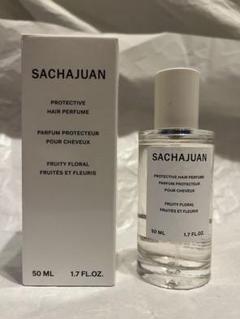 SACHAJUAN
PROTECTIVE
HAIR PERFUME
PARFUM PROTECTEUR
POUR CHEVEUX
FRUITY FLORAL
FRUITÉS ET FLEURIS
50 ML 1.7 FL.OZ.
SACHAJUAN
PROTECTIVE HAIR PERFUME
PARFUM PROTECTEUR
POUR CHEVEUX
FRUITY FLORAL
FRUITÉS ET FLEURIS
50 ML 1.7 FL.OZ.